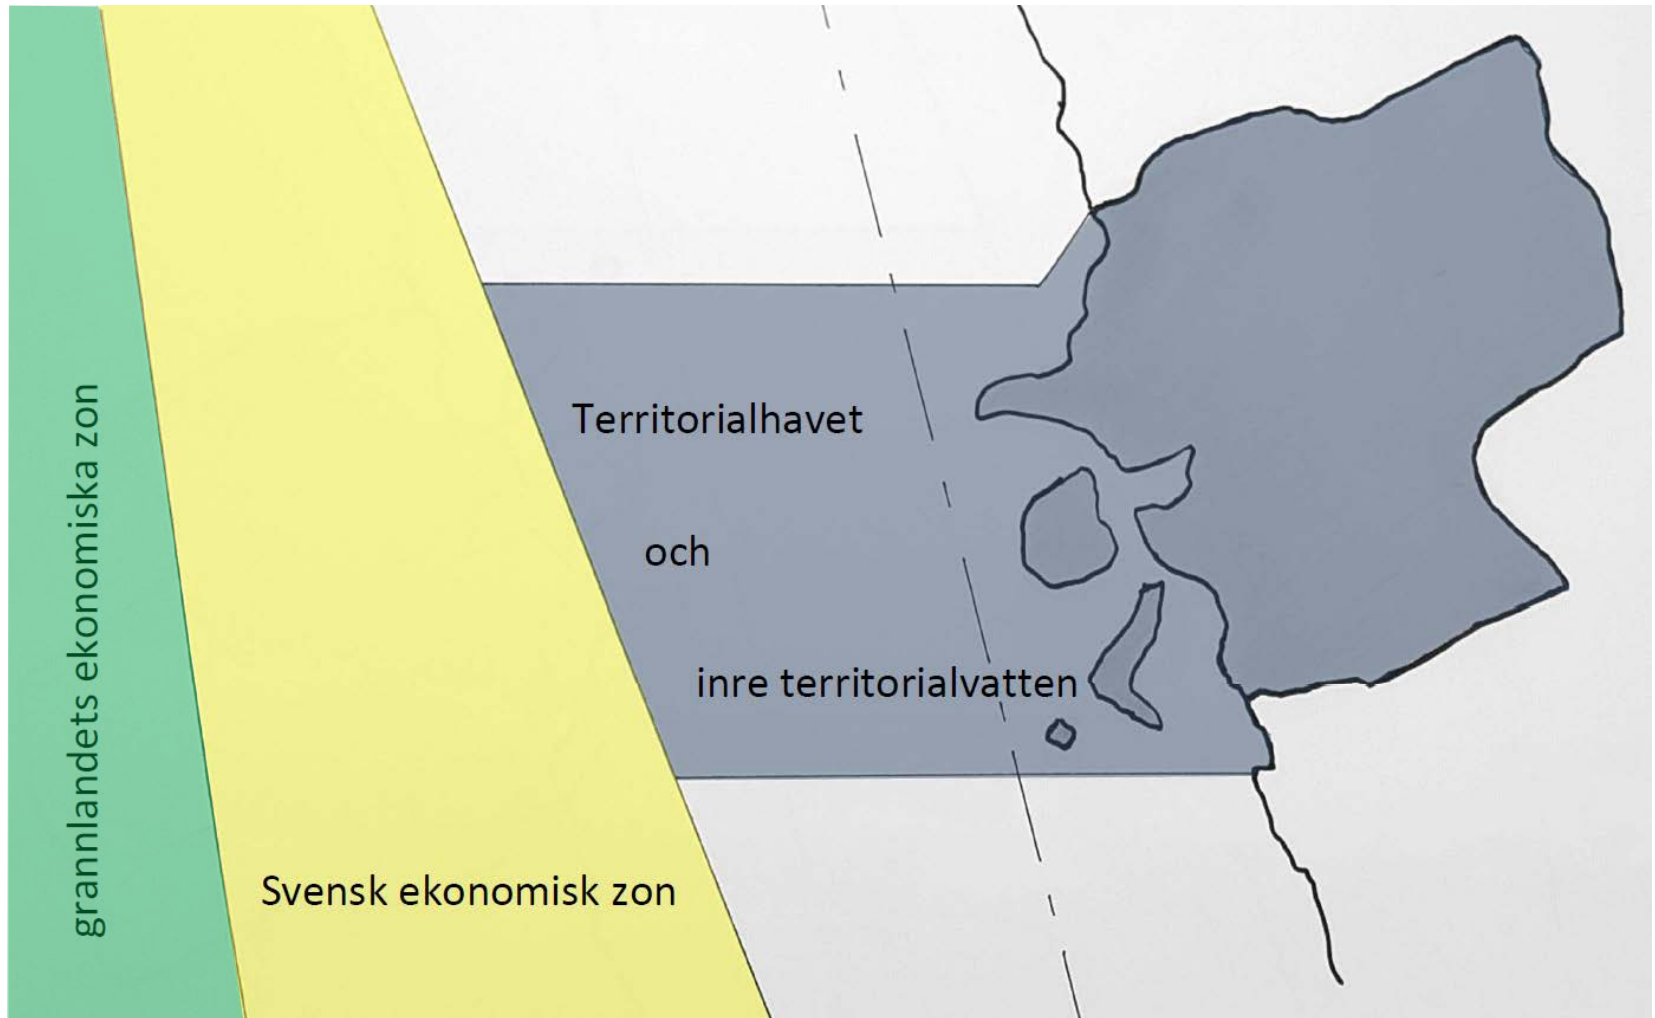 grannlandets ekonomiska zon
Territorialhavet
och
inre territorialvatten
Svensk ekonomisk zon